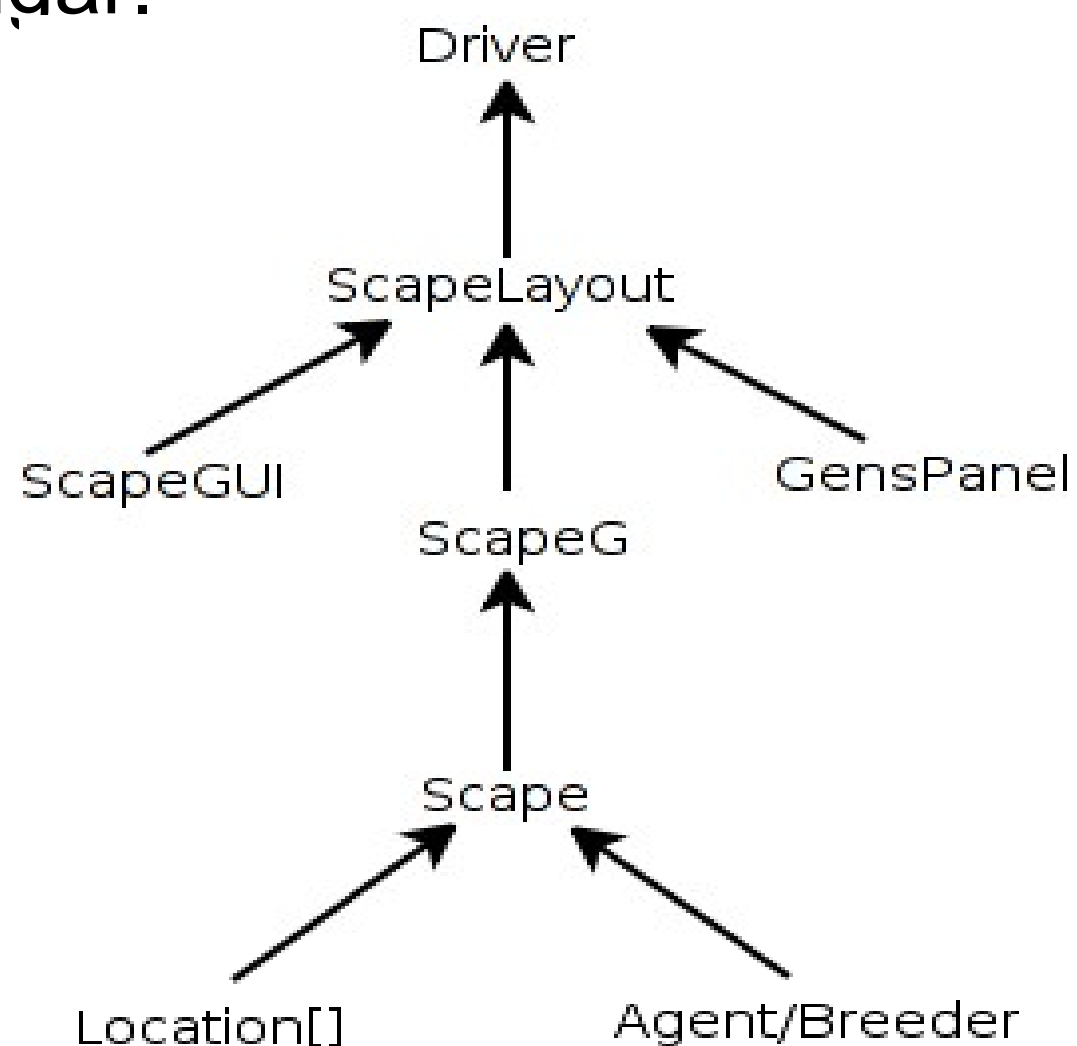 Driver
ScapeLayout
ScapeGUI
GensPanel
ScapeG
Scape
Location[]
Agent/Breeder